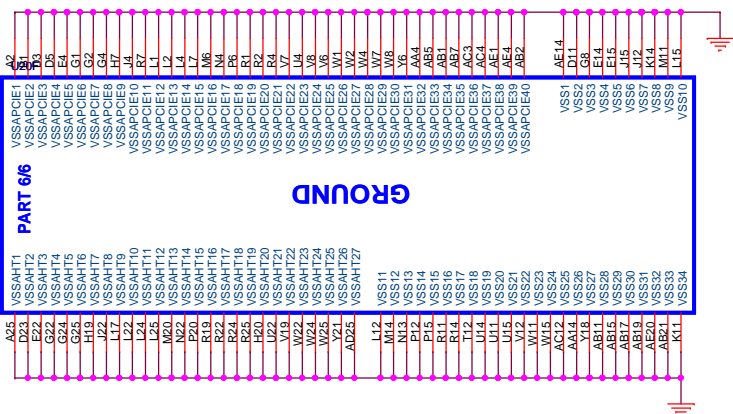 A2
B1
D3
D5
E4
G1
G2
G4
H7
J4
R7
L1
L2
L4
L7
M6
N4
P6
R1
R2
R4
V7
U4
V8
V6
W1
W2
W4
W7
W8
Y6
AA4
AB5
AB1
AB7
AC3
AC4
AE1
AE4
AB2
AE14
D11
G8
E14
E15
J15
J12
K14
M11
L15
VSSAPCIE1
VSSAPCIE2
VSSAPCIE3
VSSAPCIE4
VSSAPCIE5
VSSAPCIE6
VSSAPCIE7
VSSAPCIE8
VSSAPCIE9
VSSAPCIE10
VSSAPCIE11
VSSAPCIE12
VSSAPCIE13
VSSAPCIE14
VSSAPCIE15
VSSAPCIE16
VSSAPCIE17
VSSAPCIE18
VSSAPCIE19
VSSAPCIE20
VSSAPCIE21
VSSAPCIE22
VSSAPCIE23
VSSAPCIE24
VSSAPCIE25
VSSAPCIE26
VSSAPCIE27
VSSAPCIE28
VSSAPCIE29
VSSAPCIE30
VSSAPCIE31
VSSAPCIE32
VSSAPCIE33
VSSAPCIE34
VSSAPCIE35
VSSAPCIE36
VSSAPCIE37
VSSAPCIE38
VSSAPCIE39
VSSAPCIE40
VSS1
VSS2
VSS3
VSS4
VSS5
VSS6
VSS7
VSS8
VSS9
VSS10
PART 6/6
GROUND
VSSAHT1
VSSAHT2
VSSAHT3
VSSAHT4
VSSAHT5
VSSAHT6
VSSAHT7
VSSAHT8
VSSAHT9
VSSAHT10
VSSAHT11
VSSAHT12
VSSAHT13
VSSAHT14
VSSAHT15
VSSAHT16
VSSAHT17
VSSAHT18
VSSAHT19
VSSAHT20
VSSAHT21
VSSAHT22
VSSAHT23
VSSAHT24
VSSAHT25
VSSAHT26
VSSAHT27
VSS11
VSS12
VSS13
VSS14
VSS15
VSS16
VSS17
VSS18
VSS19
VSS20
VSS21
VSS22
VSS23
VSS24
VSS25
VSS26
VSS27
VSS28
VSS29
VSS30
VSS31
VSS32
VSS33
VSS34
A25
D23
E22
G22
G24
G25
H19
J22
L17
L22
L24
L25
M20
N22
P20
R19
R22
R24
R25
H20
U22
V19
W22
W24
W25
Y21
AD25
L12
M14
N13
P12
P15
R11
R14
T12
U14
U11
U15
V12
W11
W15
AC12
AA14
Y18
AB11
AB15
AB17
AB19
AE20
AB21
K11